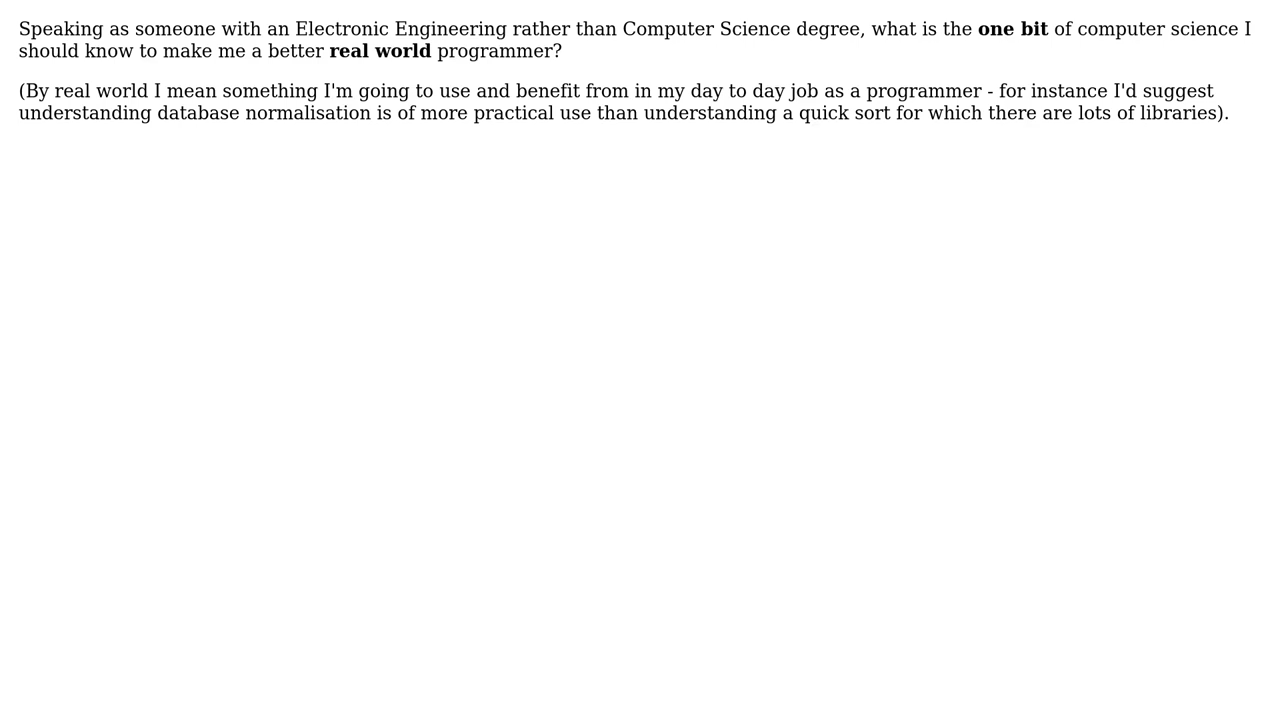 Speaking as someone with an Electronic Engineering rather than Computer Science degree, what is the one bit of computer science I
should know to make me a better real world programmer?
(By real world I mean something I'm going to use and benefit from in my day to day job as a programmer - for instance I'd suggest
understanding database normalisation is of more practical use than understanding a quick sort for which there are lots of libraries).